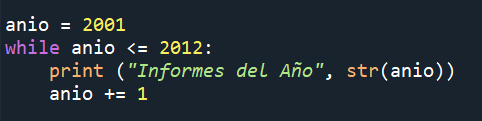 anio = 2001
while anio <= 2012:
    print ("Informes del Año", str(anio))
    anio += 1